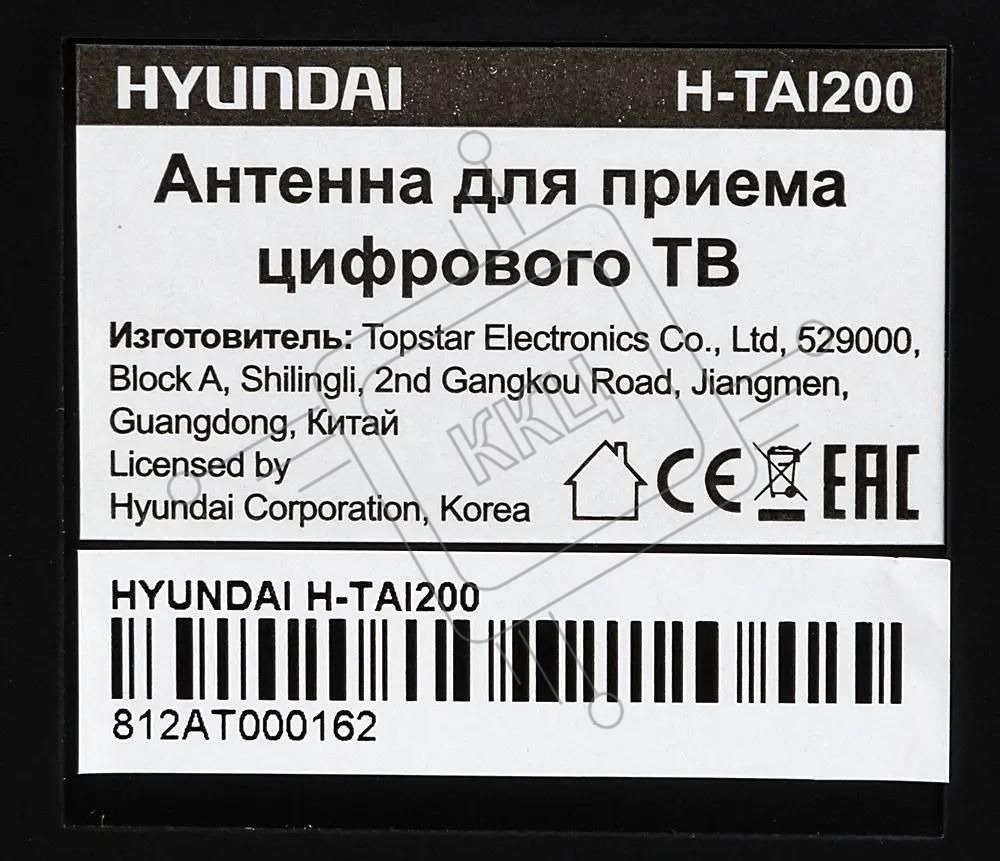 HYUNDAI H-TAI200
Антенна для приема
цифрового ТВ
Изготовитель: Topstar Electronics Co., Ltd, 529000,
Block A, Shilingli, 2nd Gangkou Road, Jiangmen,
Guangdong, Китай
Licensed by
Hyundai Corporation, Korea
CE EAC
ККЦ
HYUNDAI H-TAI200
812AT000162